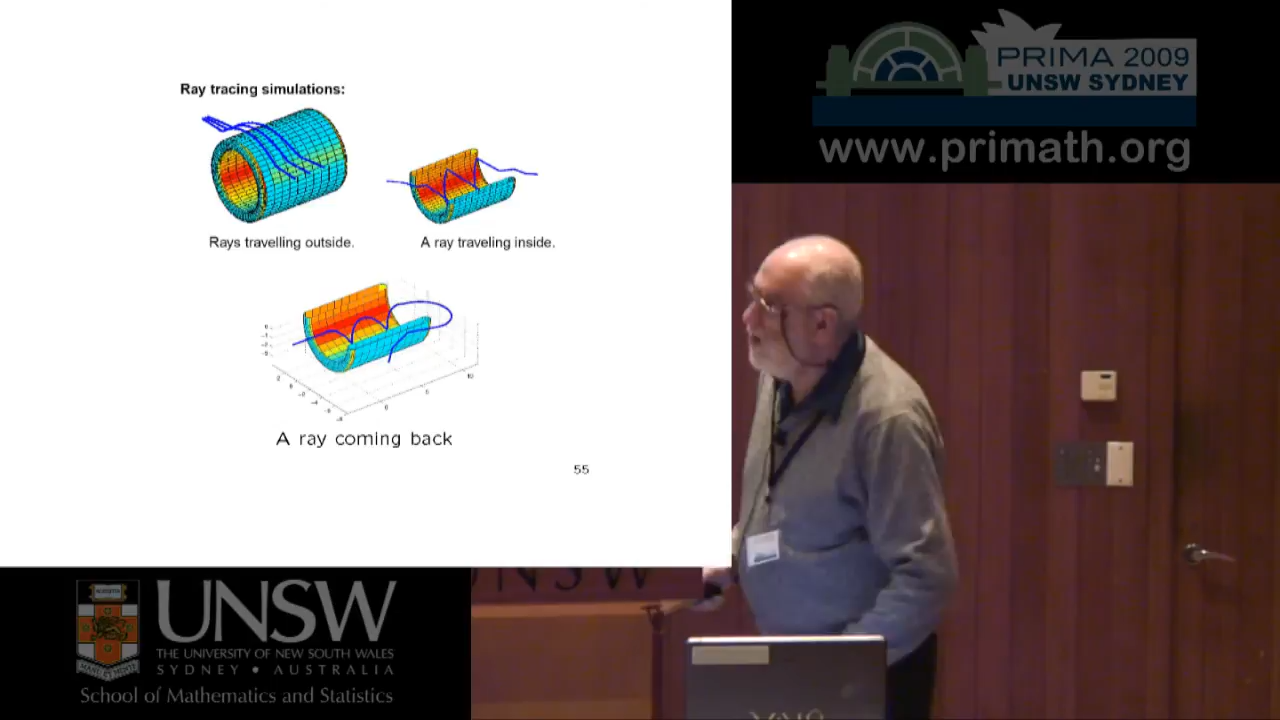 Ray tracing simulations:
Rays travelling outside.
A ray traveling inside.
A ray coming back
55
PRIMA 2009
UNSW SYDNEY
www.primath.org
UNSW
UNSW
THE UNIVERSITY OF NEW SOUTH WALES
SYDNEY • AUSTRALIA
School of Mathematics and Statistics